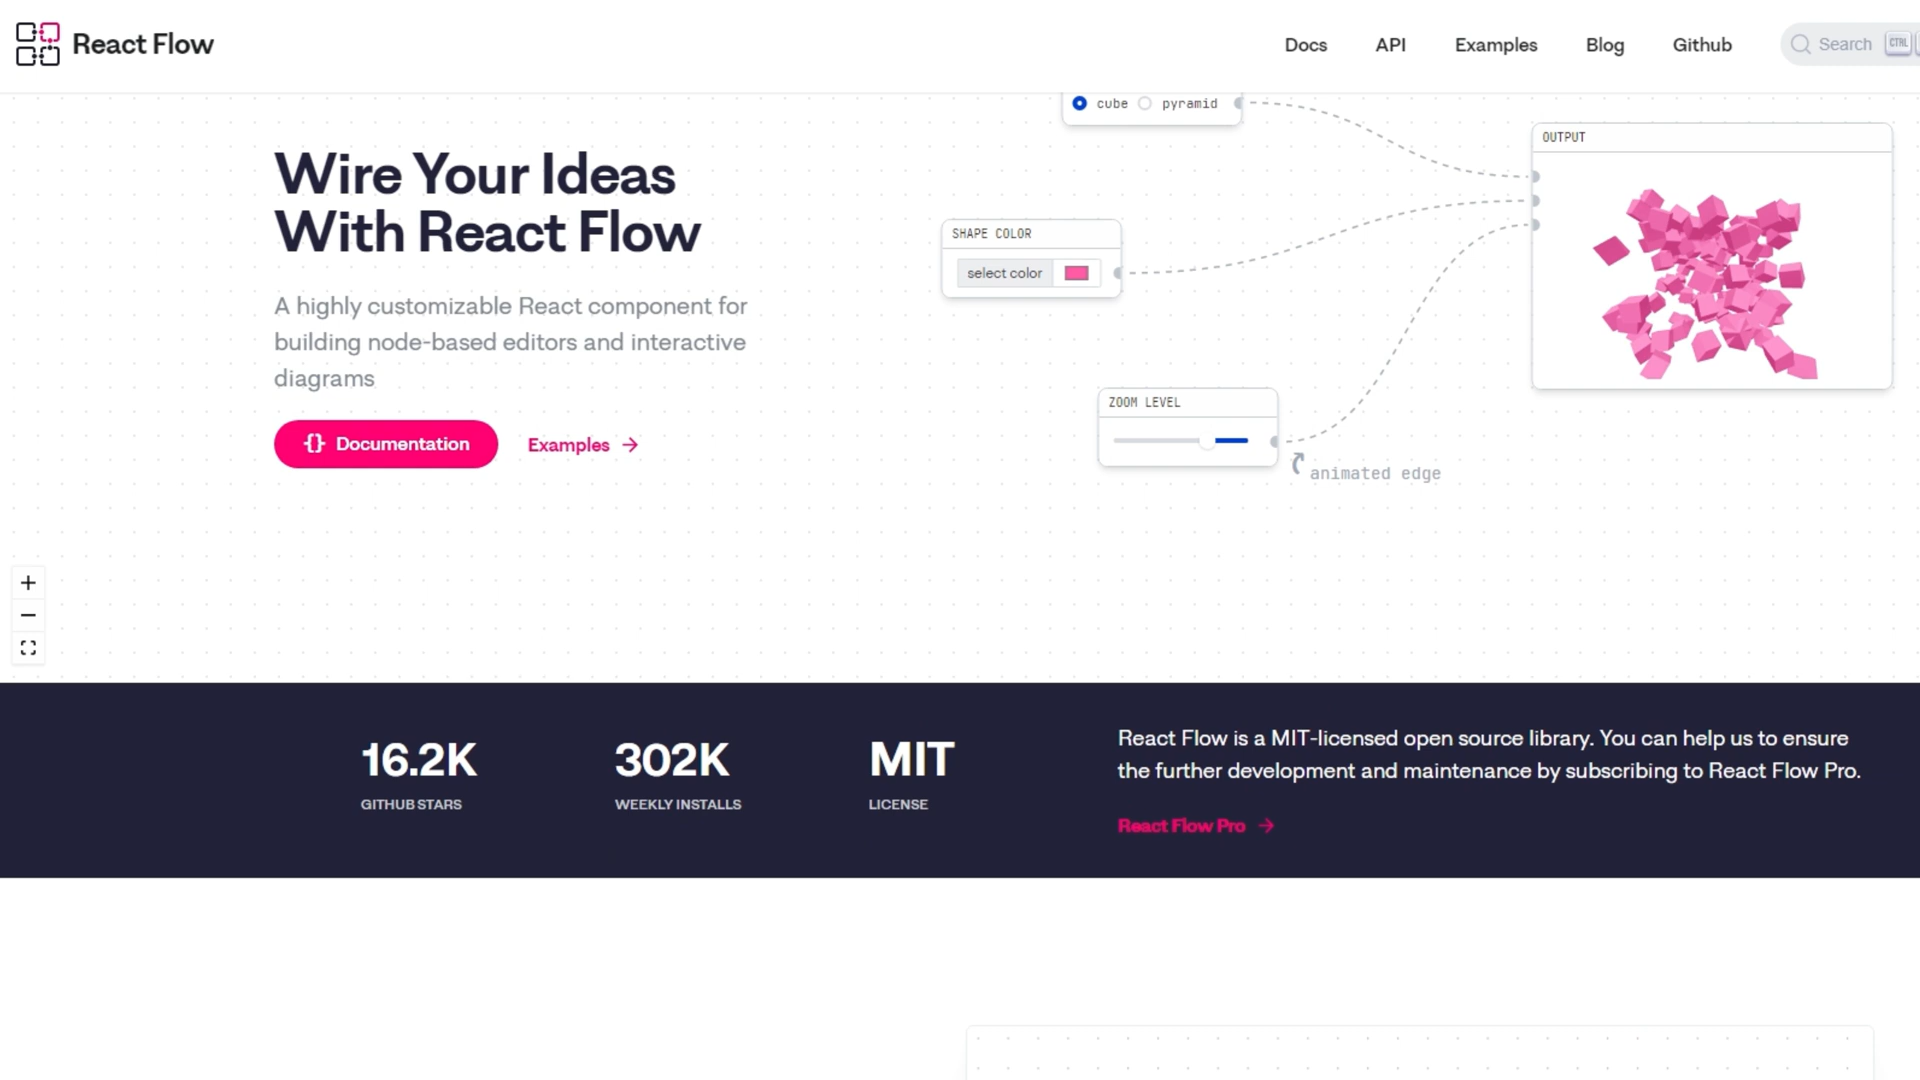 React Flow
Docs
API
Examples
Blog
Github
Search
CTRL
cube
pyramid
OUTPUT
Wire Your Ideas
With React Flow
SHAPE COLOR
select color
A highly customizable React component for
building node-based editors and interactive
diagrams
ZOOM LEVEL
{} Documentation
Examples →
animated edge
16.2K
GITHUB STARS
302K
WEEKLY INSTALLS
MIT
LICENSE
React Flow is a MIT-licensed open source library. You can help us to ensure
the further development and maintenance by subscribing to React Flow Pro.
React Flow Pro →